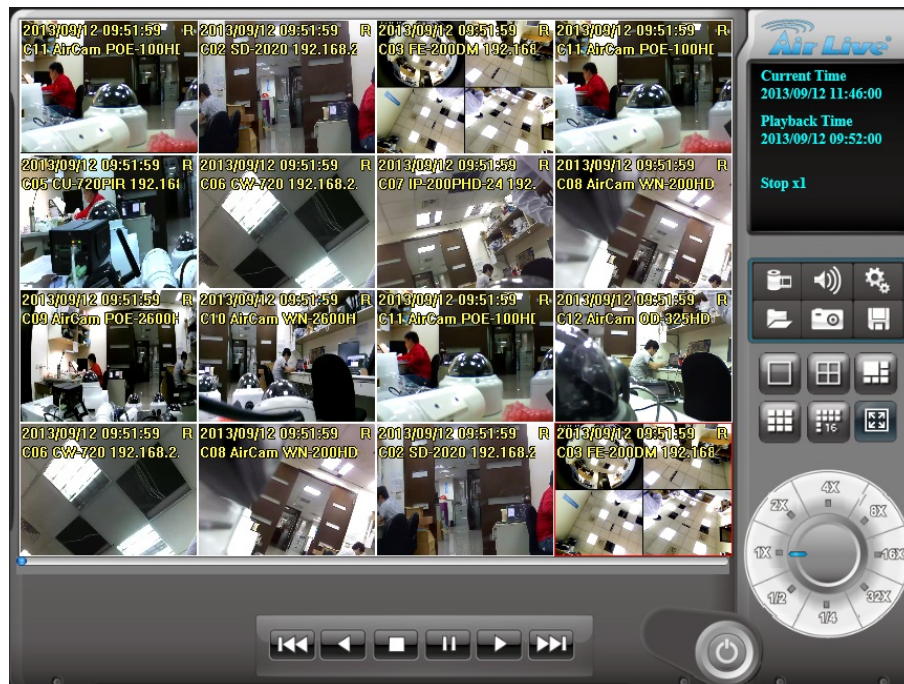 2013/09/12 09:51:59 R
C11 AirCam POE-100HD
2013/09/12 09:51:59 R
C02 SD-2020 192.168.2
2013/09/12 09:51:59 R
C03 FE-200DM 192.168
2013/09/12 09:51:59 R
C11 AirCam POE-100HD
Air Live
Current Time
2013/09/12 11:46:00
Playback Time
2013/09/12 09:52:00
Stop x1
2013/09/12 09:51:59 R
C05 CU-720PIR 192.168
2013/09/12 09:51:59 R
C06 CW-720 192.168.2.
2013/09/12 09:51:59 R
C07 IP-200PHD-24 192.
2013/09/12 09:51:59 R
C08 AirCam WN-200HD
2013/09/12 09:51:59 R
C09 AirCam POE-2600H
2013/09/12 09:51:59 R
C10 AirCam WN-2600H
2013/09/12 09:51:59 R
C11 AirCam POE-100HD
2013/09/12 09:51:59 R
C12 AirCam OD-325HD
16
2013/09/12 09:51:59 R
C06 CW-720 192.168.2.
2013/09/12 09:51:59 R
C08 AirCam WN-200HD
2013/09/12 09:51:59 R
C02 SD-2020 192.168.2
2013/09/12 09:51:59 R
C03 FE-200DM 192.168
1/4
1/2
1X
2X
4X
8X
16X
32X